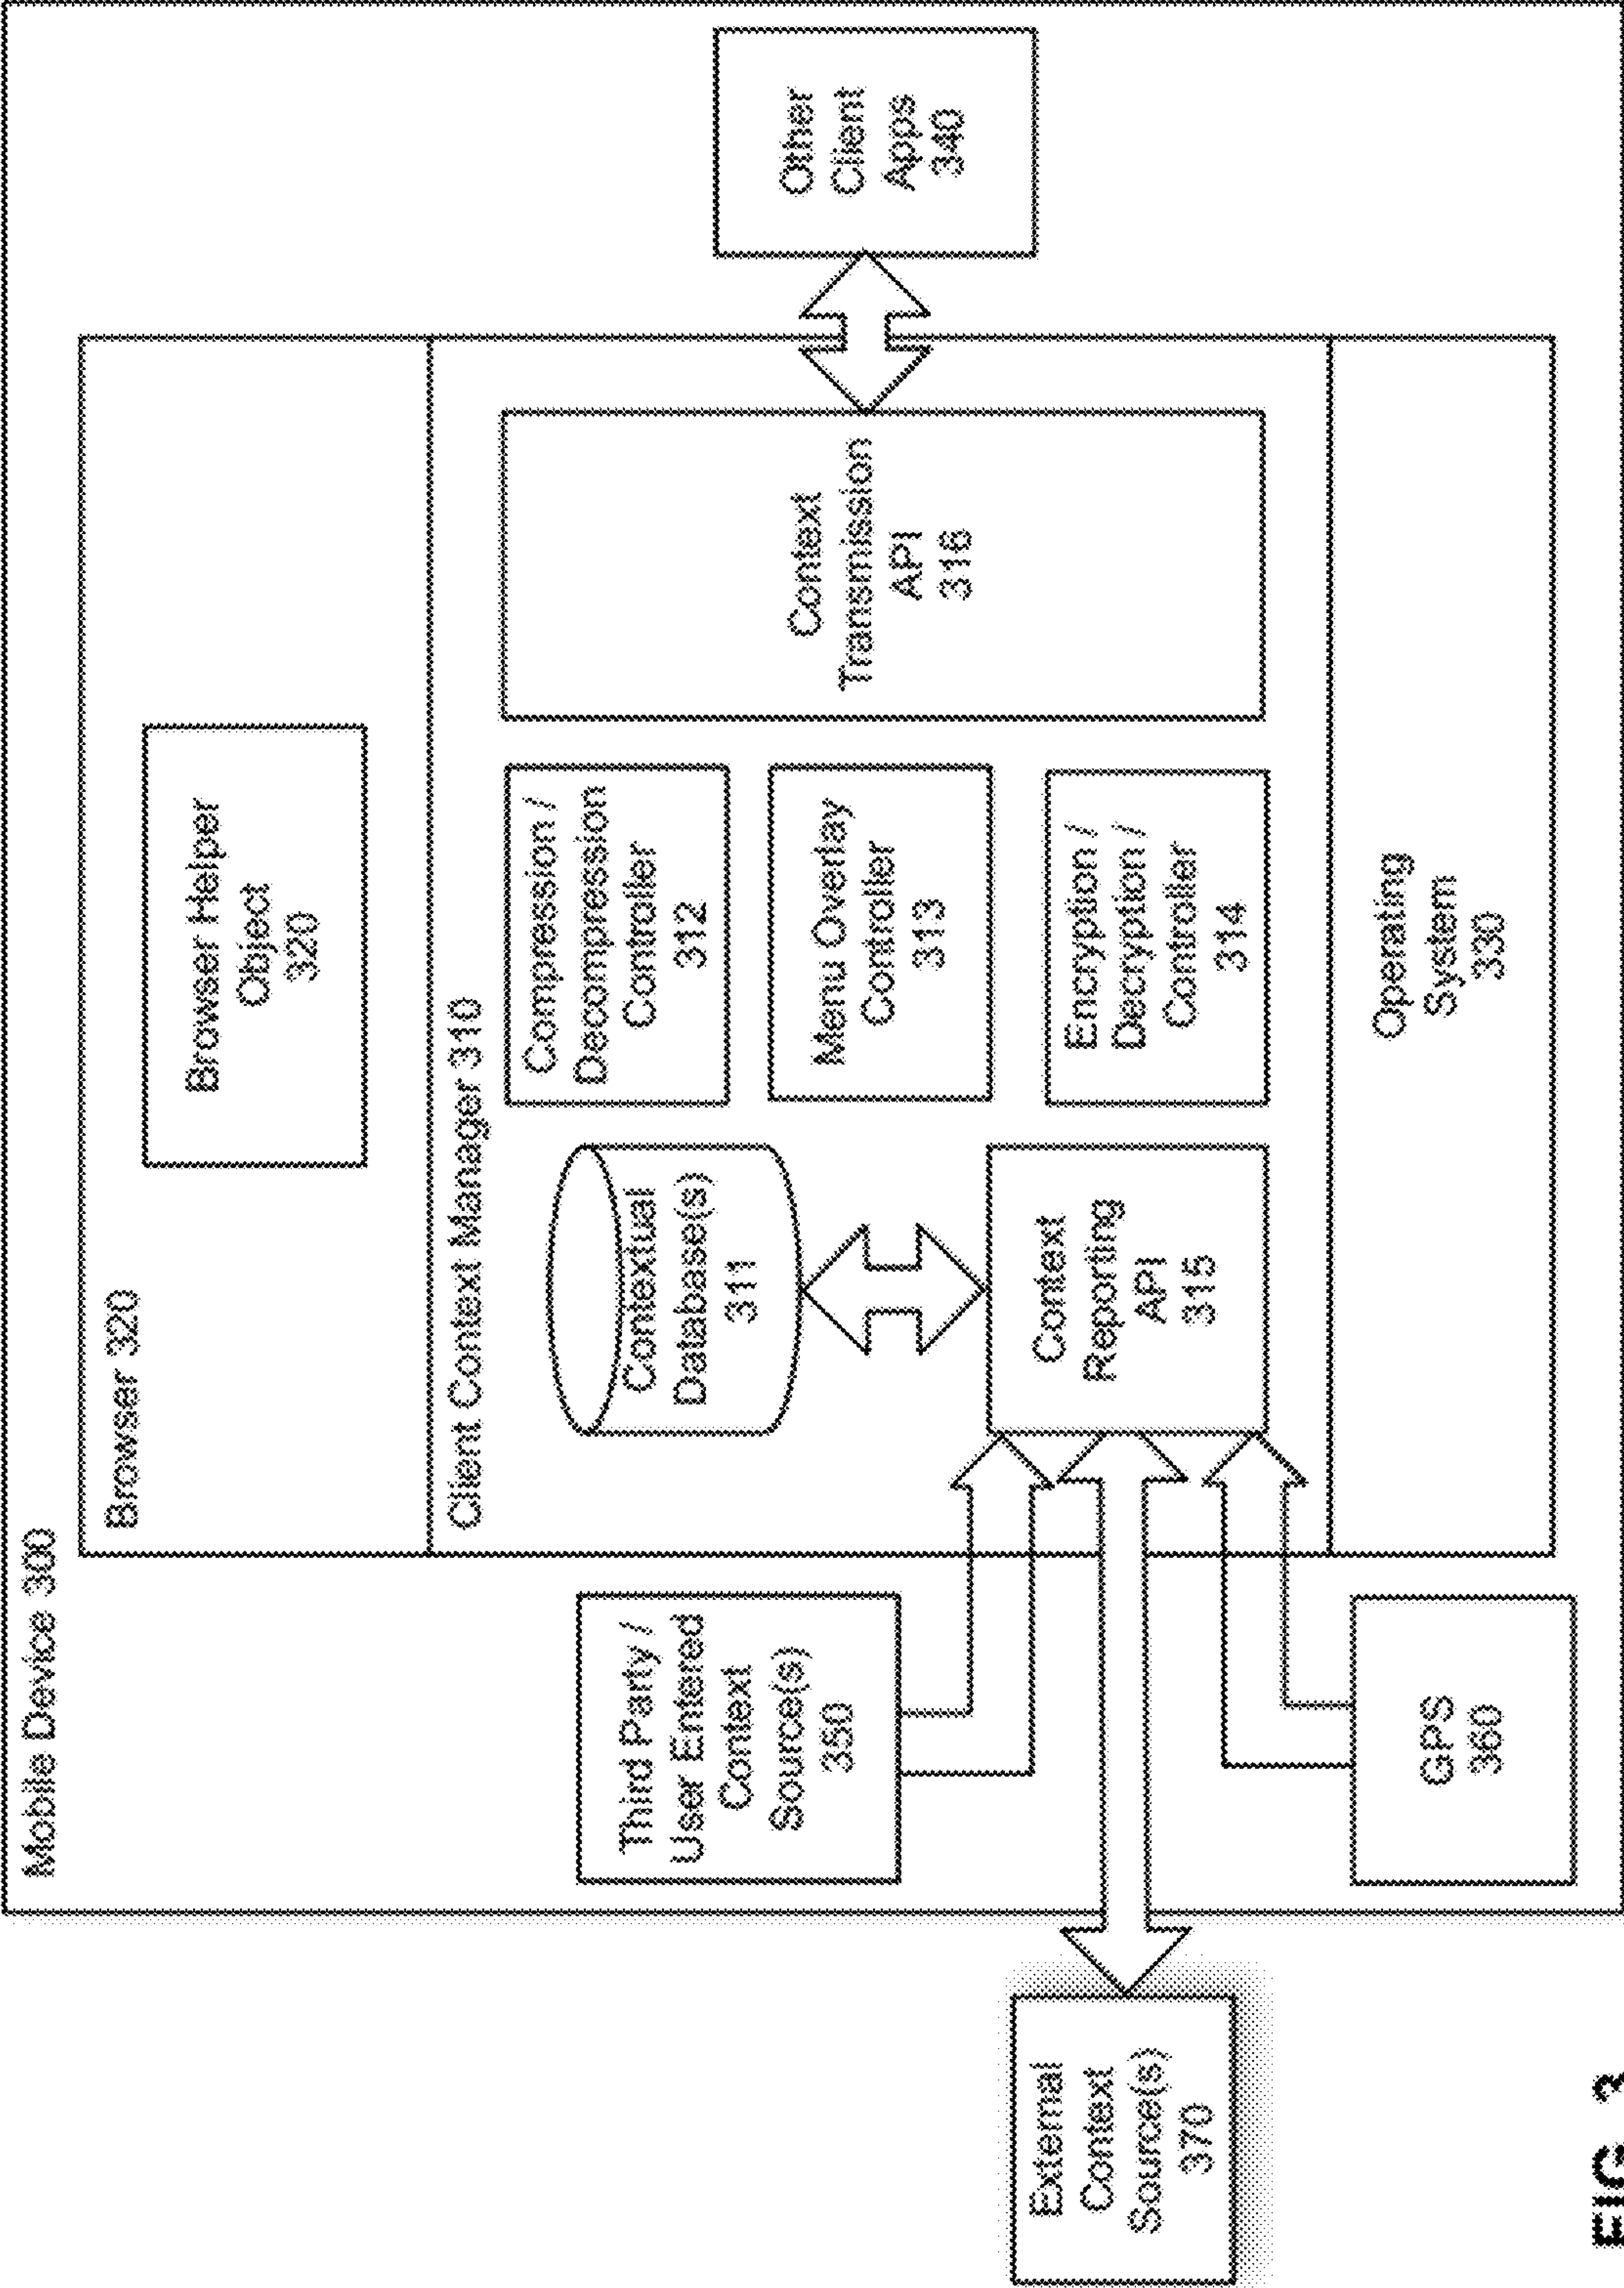 Mobile Device 300
Browser 320
Browser Helper
Object
320
Client Context Manager 310
Contextual
Database(s)
311
Compression /
Decompression
Controller
312
Menu Overlay
Controller
313
Encryption /
Decryption /
Controller
314
Context
Reporting
API
315
Context
Transmission
API
316
Other
Client
Apps
340
Third Party /
User Entered
Context
Source(s)
350
External
Context
Source(s)
370
GPS
360
Operating
System
330
FIG. 3